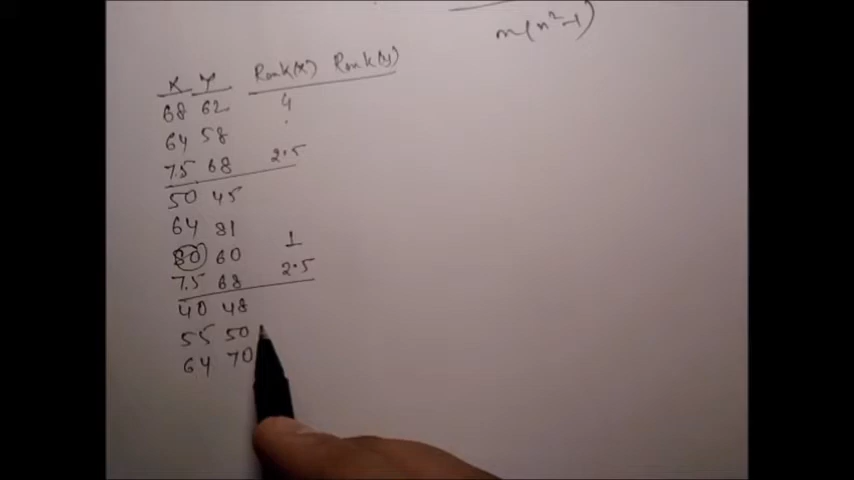 n(n²-1)
X Y Rank(X) Rank(Y)
68 62 4
64 58
75 68 2.5
50 45
64 81
80 60 1
75 68 2.5
40 48
55 50
64 70